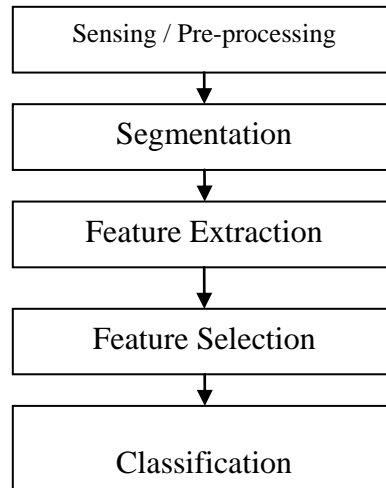 Sensing / Pre-processing
Segmentation
Feature Extraction
Feature Selection
Classification